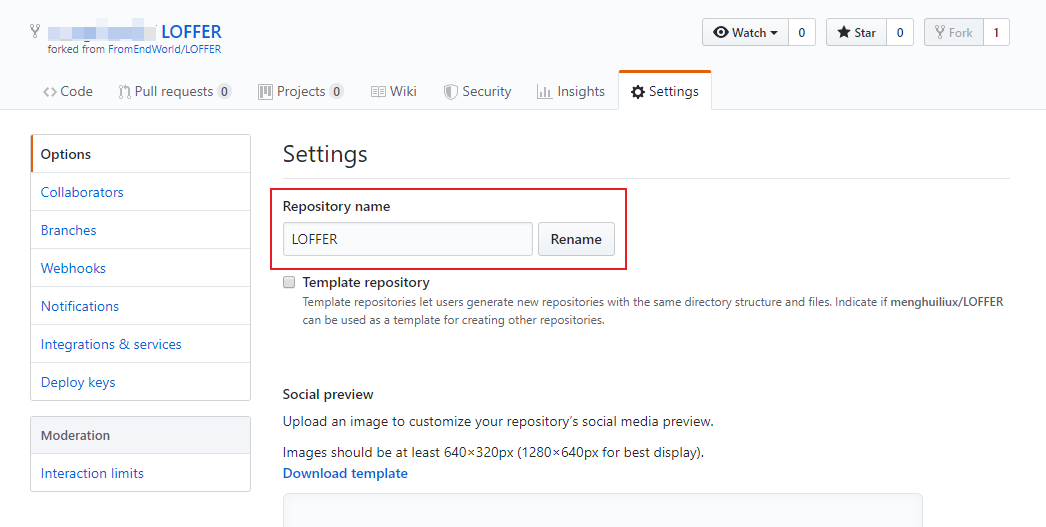 LOFFER
forked from FromEndWorld/LOFFER
Watch 0 Star 0 Fork 1
Code Pull requests 0 Projects 0 Wiki Security Insights Settings
Options
Collaborators
Branches
Webhooks
Notifications
Integrations & services
Deploy keys
Moderation
Interaction limits
Settings
Repository name
LOFFER Rename
Template repository
Template repositories let users generate new repositories with the same directory structure and files. Indicate if menghuiliux/LOFFER
can be used as a template for creating other repositories.
Social preview
Upload an image to customize your repository’s social media preview.
Images should be at least 640×320px (1280×640px for best display).
Download template